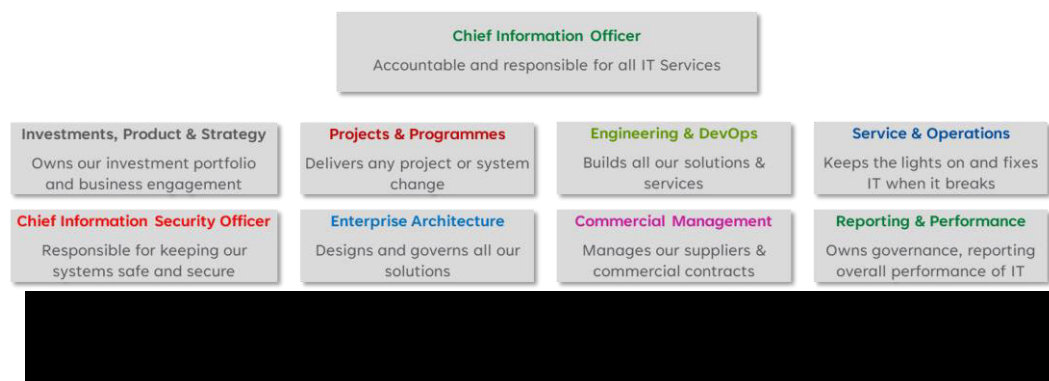 Chief Information Officer
Accountable and responsible for all IT Services
Investments, Product & Strategy
Owns our investment portfolio
and business engagement
Projects & Programmes
Delivers any project or system
change
Engineering & DevOps
Builds all our solutions &
services
Service & Operations
Keeps the lights on and fixes
IT when it breaks
Chief Information Security Officer
Responsible for keeping our
systems safe and secure
Enterprise Architecture
Designs and governs all our
solutions
Commercial Management
Manages our suppliers &
commercial contracts
Reporting & Performance
Owns governance, reporting
overall performance of IT